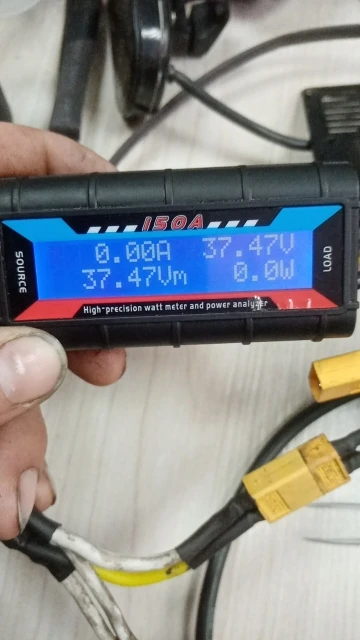 150A
SOURCE
0.00A 37.47V
37.47Vm 0.0W
LOAD
High-precision watt meter and power analyzer